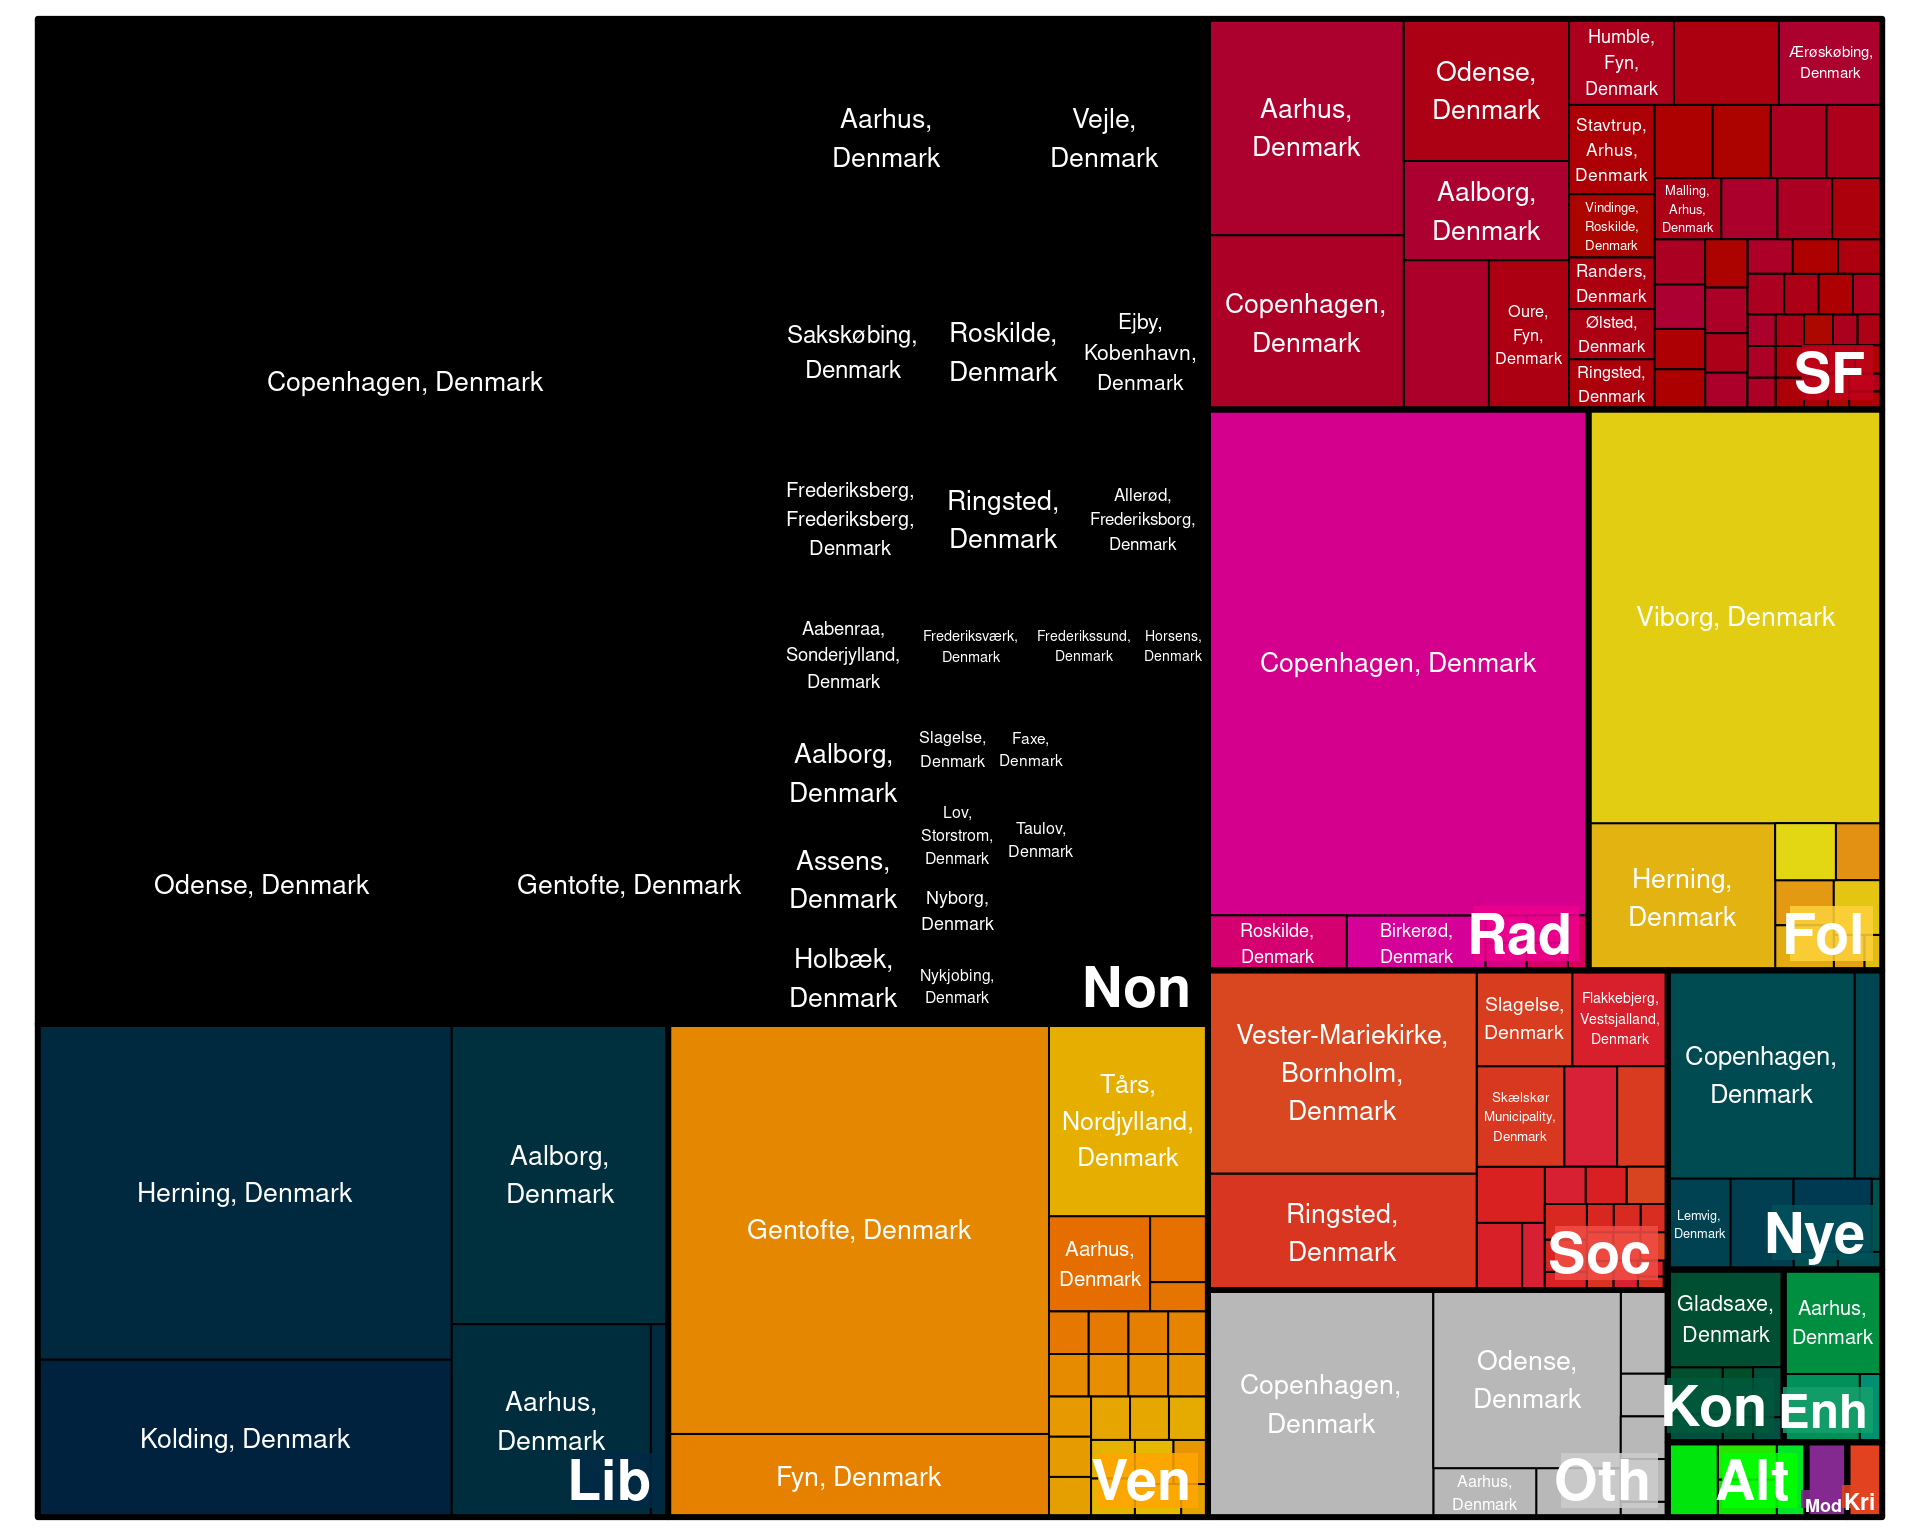 Copenhagen, Denmark
Aarhus,
Denmark
Vejle,
Denmark
Sakskøbing,
Denmark
Roskilde,
Denmark
Ejby,
Kobenhavn,
Denmark
Frederiksberg,
Frederiksberg,
Denmark
Ringsted,
Denmark
Allerød,
Frederiksborg,
Denmark
Aabenraa,
Sonderjylland,
Denmark
Frederiksværk,
Denmark
Frederikssund,
Denmark
Horsens,
Denmark
Aalborg,
Denmark
Slagelse,
Denmark
Faxe,
Denmark
Lov,
Storstrom,
Denmark
Taulov,
Denmark
Odense, Denmark
Gentofte, Denmark
Assens,
Denmark
Nyborg,
Denmark
Holbæk,
Denmark
Nykjobing,
Denmark
Non
Aarhus,
Denmark
Odense,
Denmark
Humble,
Fyn,
Denmark
Ærøskøbing,
Denmark
Stavtrup,
Arhus,
Denmark
Aalborg,
Denmark
Malling,
Arhus,
Denmark
Vindinge,
Roskilde,
Denmark
Copenhagen,
Denmark
Oure,
Fyn,
Denmark
Randers,
Denmark
Ølsted,
Denmark
Ringsted,
Denmark
SF
Copenhagen, Denmark
Roskilde,
Denmark
Birkerød,
Denmark
Rad
Viborg, Denmark
Herning,
Denmark
Fol
Herning, Denmark
Aalborg,
Denmark
Kolding, Denmark
Aarhus,
Denmark
Lib
Gentofte, Denmark
Tårs,
Nordjylland,
Denmark
Aarhus,
Denmark
Fyn, Denmark
Ven
Vester-Mariekirke,
Bornholm,
Denmark
Slagelse,
Denmark
Flakkebjerg,
Vestsjalland,
Denmark
Skælskør
Municipality,
Denmark
Ringsted,
Denmark
Soc
Copenhagen,
Denmark
Lemvig,
Denmark
Nye
Copenhagen,
Denmark
Odense,
Denmark
Aarhus,
Denmark
Oth
Gladsaxe,
Denmark
Kon
Aarhus,
Denmark
Enh
Alt
Mod
Kri